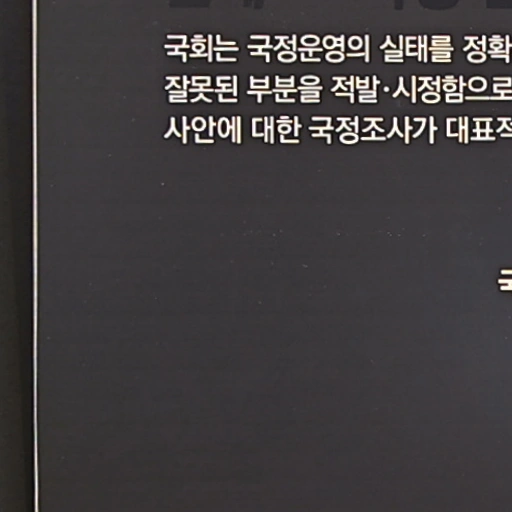 국회는 국정운영의 실태를 정확
잘못된 부분을 적발·시정함으로
사안에 대한 국정조사가 대표적